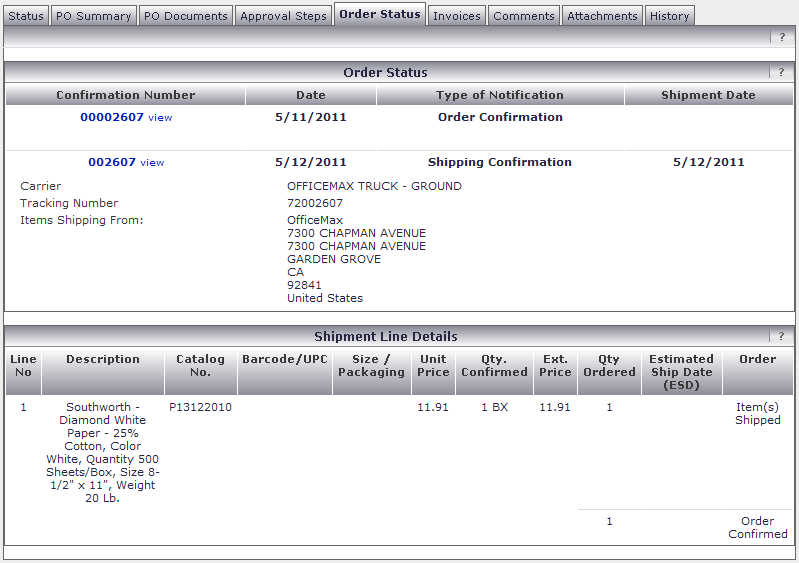 Status PO Summary PO Documents Approval Steps Order Status Invoices Comments Attachments History
?
Order Status ?
Confirmation Number Date Type of Notification Shipment Date
00002607 view 5/11/2011 Order Confirmation
002607 view 5/12/2011 Shipping Confirmation 5/12/2011
Carrier OFFICEMAX TRUCK - GROUND
Tracking Number 72002607
Items Shipping From: OfficeMax
7300 CHAPMAN AVENUE
7300 CHAPMAN AVENUE
GARDEN GROVE
CA
92841
United States
Shipment Line Details ?
Line No Description Catalog No. Barcode/UPC Size / Packaging Unit Price Qty. Confirmed Ext. Price Qty Ordered Estimated Ship Date (ESD) Order
1 Southworth - P13122010 11.91 1 BX 11.91 1 Item(s)
Diamond White Shipped
Paper - 25%
Cotton, Color
White, Quantity 500
Sheets/Box, Size 8-
1/2" x 11", Weight
20 Lb.
1 Order
Confirmed